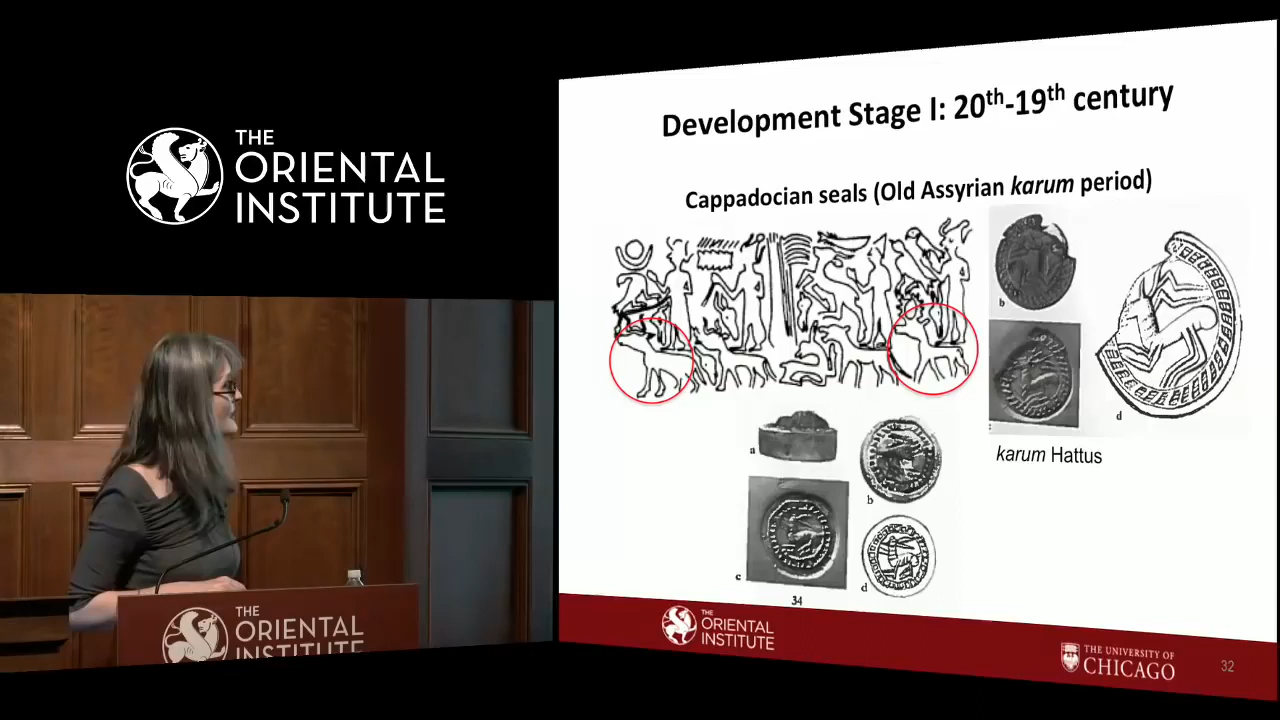 THE
ORIENTAL
INSTITUTE
THE
ORIENTAL
INSTITUTE
Development Stage I: 20th-19th century
Cappadocian seals (Old Assyrian karum period)
b
d
karum Hattus
a
b
c
d
34
THE
ORIENTAL
INSTITUTE
THE UNIVERSITY OF
CHICAGO
32